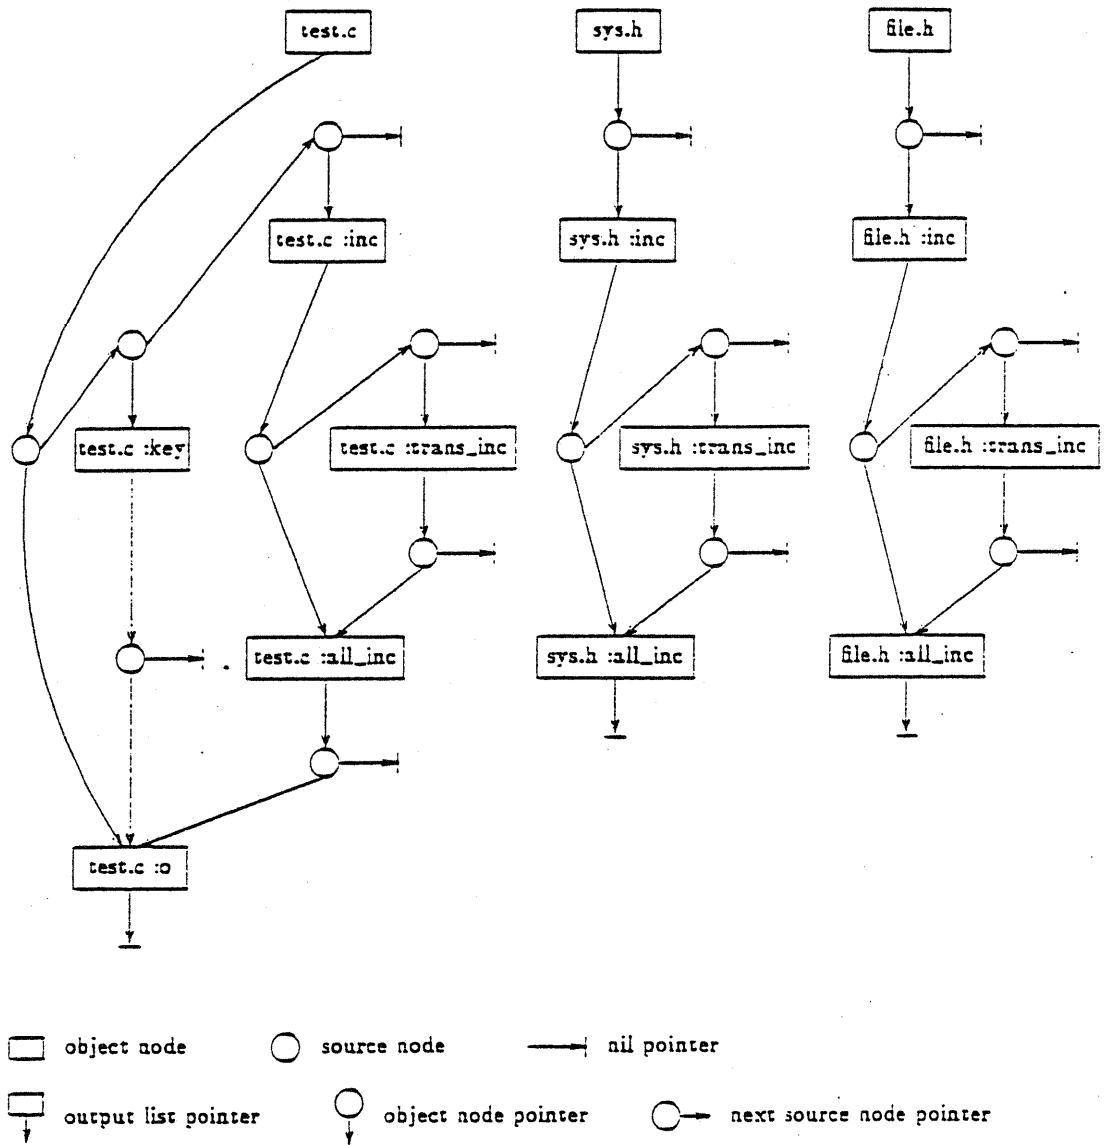 test.c
sys.h
file.h
test.c :inc
sys.h :inc
file.h :inc
test.c :key
test.c :trans_inc
sys.h :trans_inc
file.h :trans_inc
test.c :all_inc
sys.h :all_inc
file.h :all_inc
test.c :o
object node
source node
nil pointer
output list pointer
object node pointer
next source node pointer